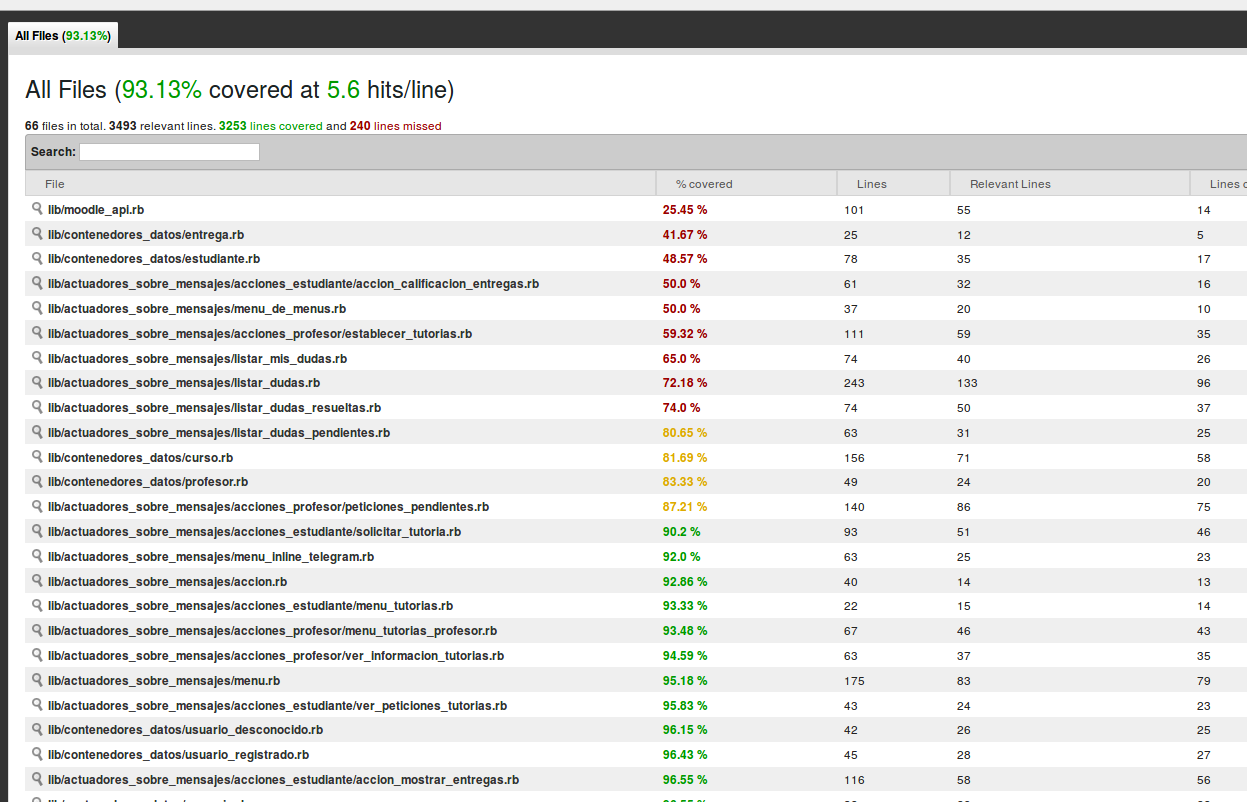 All Files (93.13%)
All Files (93.13% covered at 5.6 hits/line)
66 files in total. 3493 relevant lines. 3253 lines covered and 240 lines missed
Search:
File % covered Lines Relevant Lines Lines
lib/moodle_api.rb 25.45 % 101 55 14
lib/contenedores_datos/entrega.rb 41.67 % 25 12 5
lib/contenedores_datos/estudiante.rb 48.57 % 78 35 17
lib/actuadores_sobre_mensajes/acciones_estudiante/accion_calificacion_entregas.rb 50.0 % 61 32 16
lib/actuadores_sobre_mensajes/menu_de_menus.rb 50.0 % 37 20 10
lib/actuadores_sobre_mensajes/acciones_profesor/establecer_tutorias.rb 59.32 % 111 59 35
lib/actuadores_sobre_mensajes/listar_mis_dudas.rb 65.0 % 74 40 26
lib/actuadores_sobre_mensajes/listar_dudas.rb 72.18 % 243 133 96
lib/actuadores_sobre_mensajes/listar_dudas_resueltas.rb 74.0 % 74 50 37
lib/actuadores_sobre_mensajes/listar_dudas_pendientes.rb 80.65 % 63 31 25
lib/contenedores_datos/curso.rb 81.69 % 156 71 58
lib/contenedores_datos/profesor.rb 83.33 % 49 24 20
lib/actuadores_sobre_mensajes/acciones_profesor/peticiones_pendientes.rb 87.21 % 140 86 75
lib/actuadores_sobre_mensajes/acciones_estudiante/solicitar_tutoria.rb 90.2 % 93 51 46
lib/actuadores_sobre_mensajes/menu_inline_telegram.rb 92.0 % 63 25 23
lib/actuadores_sobre_mensajes/accion.rb 92.86 % 40 14 13
lib/actuadores_sobre_mensajes/acciones_estudiante/menu_tutorias.rb 93.33 % 22 15 14
lib/actuadores_sobre_mensajes/acciones_profesor/menu_tutorias_profesor.rb 93.48 % 67 46 43
lib/actuadores_sobre_mensajes/acciones_profesor/ver_informacion_tutorias.rb 94.59 % 63 37 35
lib/actuadores_sobre_mensajes/menu.rb 95.18 % 175 83 79
lib/actuadores_sobre_mensajes/acciones_estudiante/ver_peticiones_tutorias.rb 95.83 % 43 24 23
lib/contenedores_datos/usuario_desconocido.rb 96.15 % 42 26 25
lib/contenedores_datos/usuario_registrado.rb 96.43 % 45 28 27
lib/actuadores_sobre_mensajes/acciones_estudiante/accion_mostrar_entregas.rb 96.55 % 116 58 56